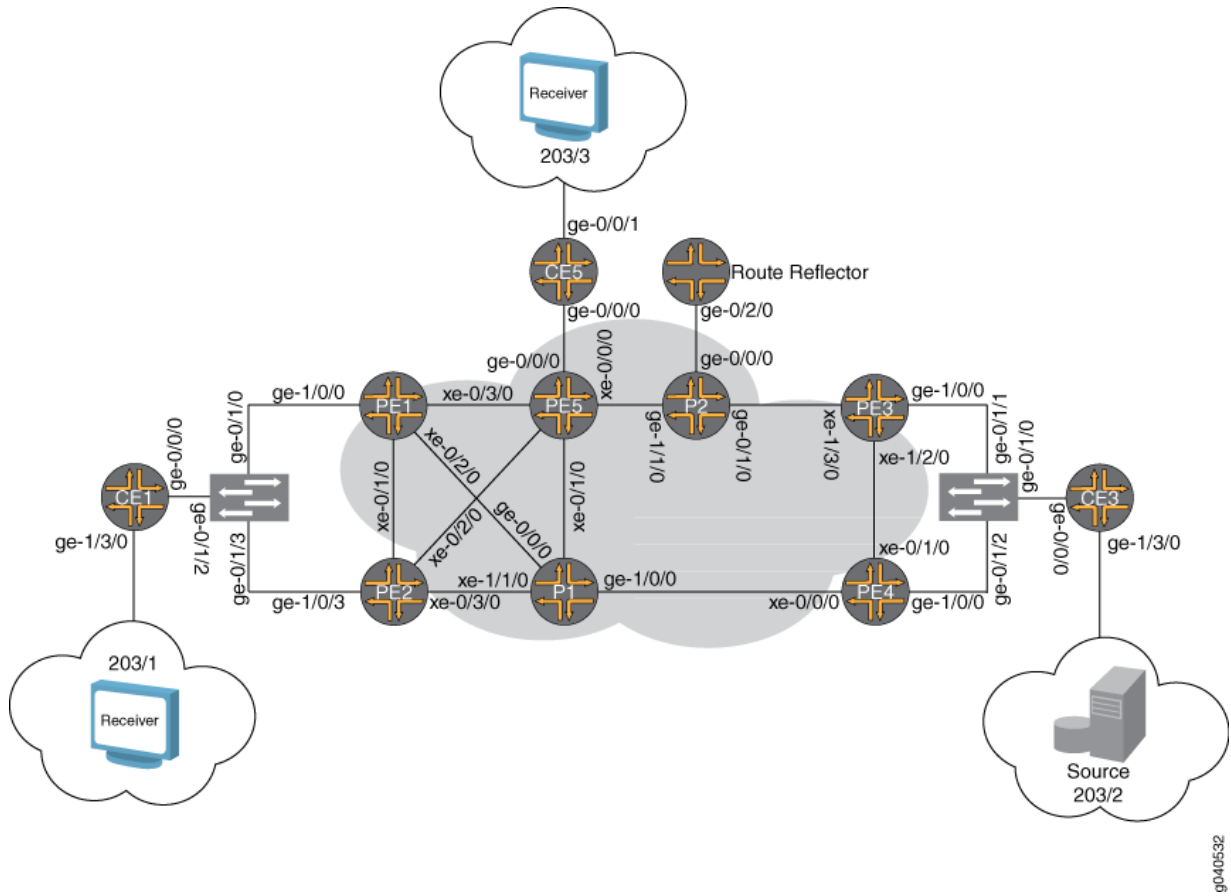 Receiver
203/3
ge-0/0/1
CE5
Route Reflector
ge-0/0/0
ge-0/2/0
ge-0/0/0
xe-0/0/0
ge-0/0/0
ge-1/0/0
PE1
xe-0/3/0
PE5
P2
PE3
ge-1/0/0
ge-0/1/0
ge-1/1/0
ge-0/1/0
xe-1/3/0
ge-0/1/1
xe-0/2/0
xe-1/2/0
ge-0/1/0
ge-0/0/0
CE1
CE3
xe-0/1/0
xe-0/2/0
ge-0/0/0
xe-0/1/0
ge-0/0/0
ge-1/3/0
ge-0/1/2
ge-0/1/3
ge-1/3/0
xe-0/1/0
ge-0/1/2
ge-1/0/3
PE2
xe-1/1/0
xe-0/3/0
P1
ge-1/0/0
xe-0/0/0
PE4
ge-1/0/0
203/1
Receiver
Source
203/2
g040532